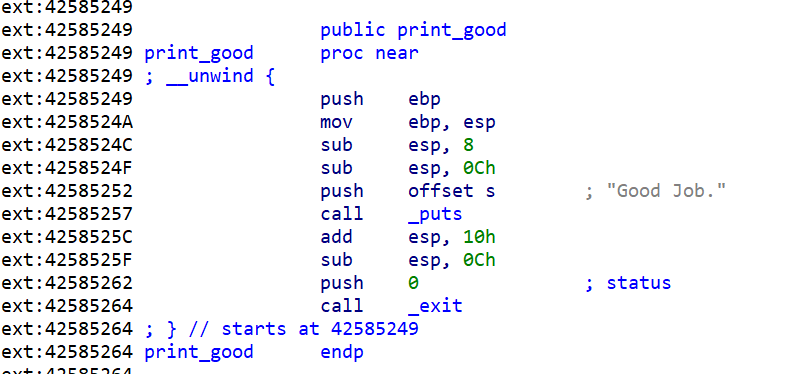 ext:42585249
ext:42585249 public print_good
ext:42585249 print_good proc near
ext:42585249 ; __unwind {
ext:42585249 push ebp
ext:4258524A mov ebp, esp
ext:4258524C sub esp, 8
ext:4258524F sub esp, 0Ch
ext:42585252 push offset s ; "Good Job."
ext:42585257 call _puts
ext:4258525C add esp, 10h
ext:4258525F sub esp, 0Ch
ext:42585262 push 0 ; status
ext:42585264 call _exit
ext:42585264 ; } // starts at 42585249
ext:42585264 print_good endp
ext:42585264